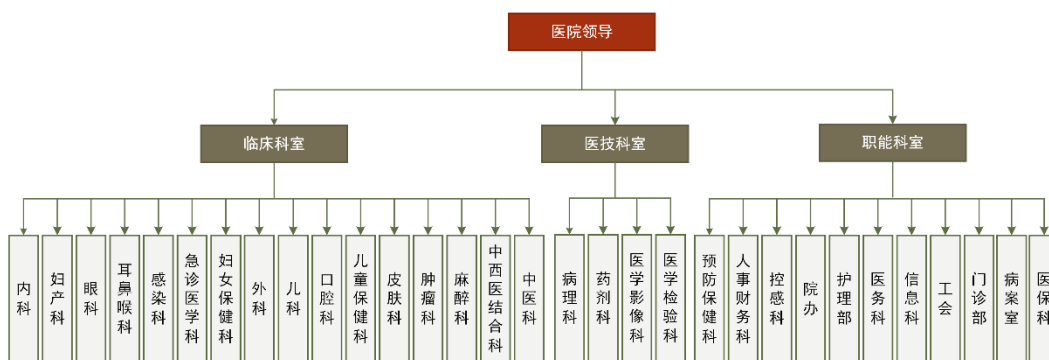 医院领导
临床科室
医技科室
职能科室
内科
妇产科
眼科
耳鼻喉科
感染科
急诊医学科
妇女保健科
外科
儿科
口腔科
儿童保健科
皮肤科
肿瘤科
麻醉科
中西医结合科
中医科
病理科
药剂科
医学影像科
医学检验科
预防保健科
人事财务科
控感科
院办
护理部
医务科
信息科
工会
门诊部
病案室
医保科